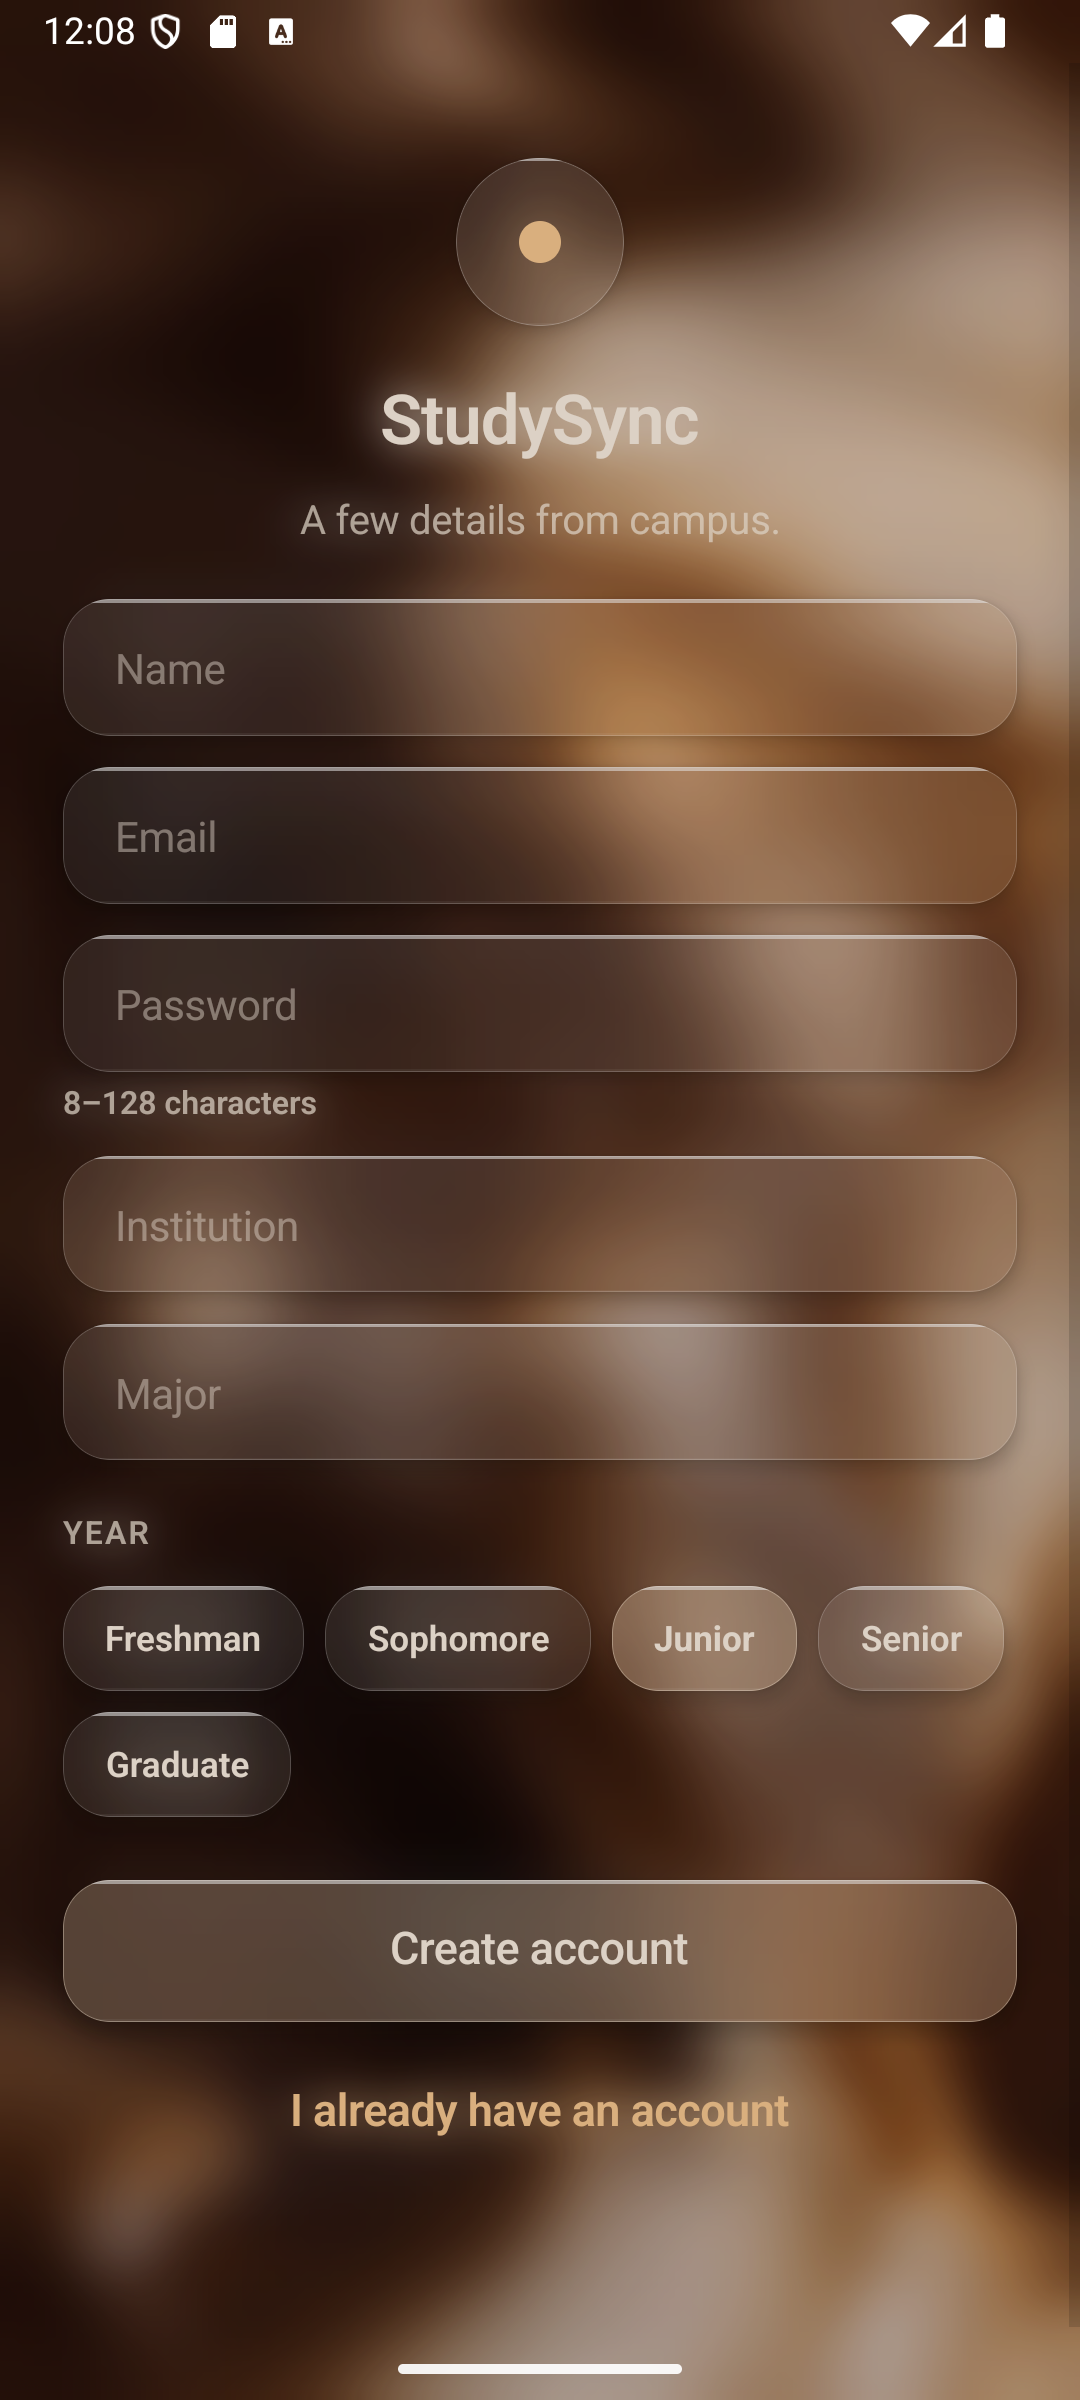 12:08
StudySync
A few details from campus.
Name
Email
Password
8–128 characters
Institution
Major
YEAR
Freshman Sophomore Junior Senior
Graduate
Create account
I already have an account